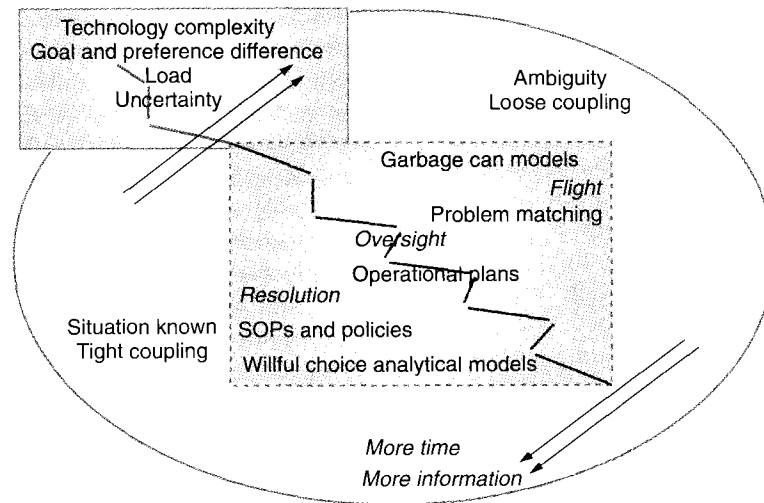 Technology complexity
Goal and preference difference
Load
Uncertainty
Ambiguity
Loose coupling
Garbage can models
Flight
Problem matching
Oversight
Operational plans
Resolution
SOPs and policies
Willful choice analytical models
Situation known
Tight coupling
More time
More information